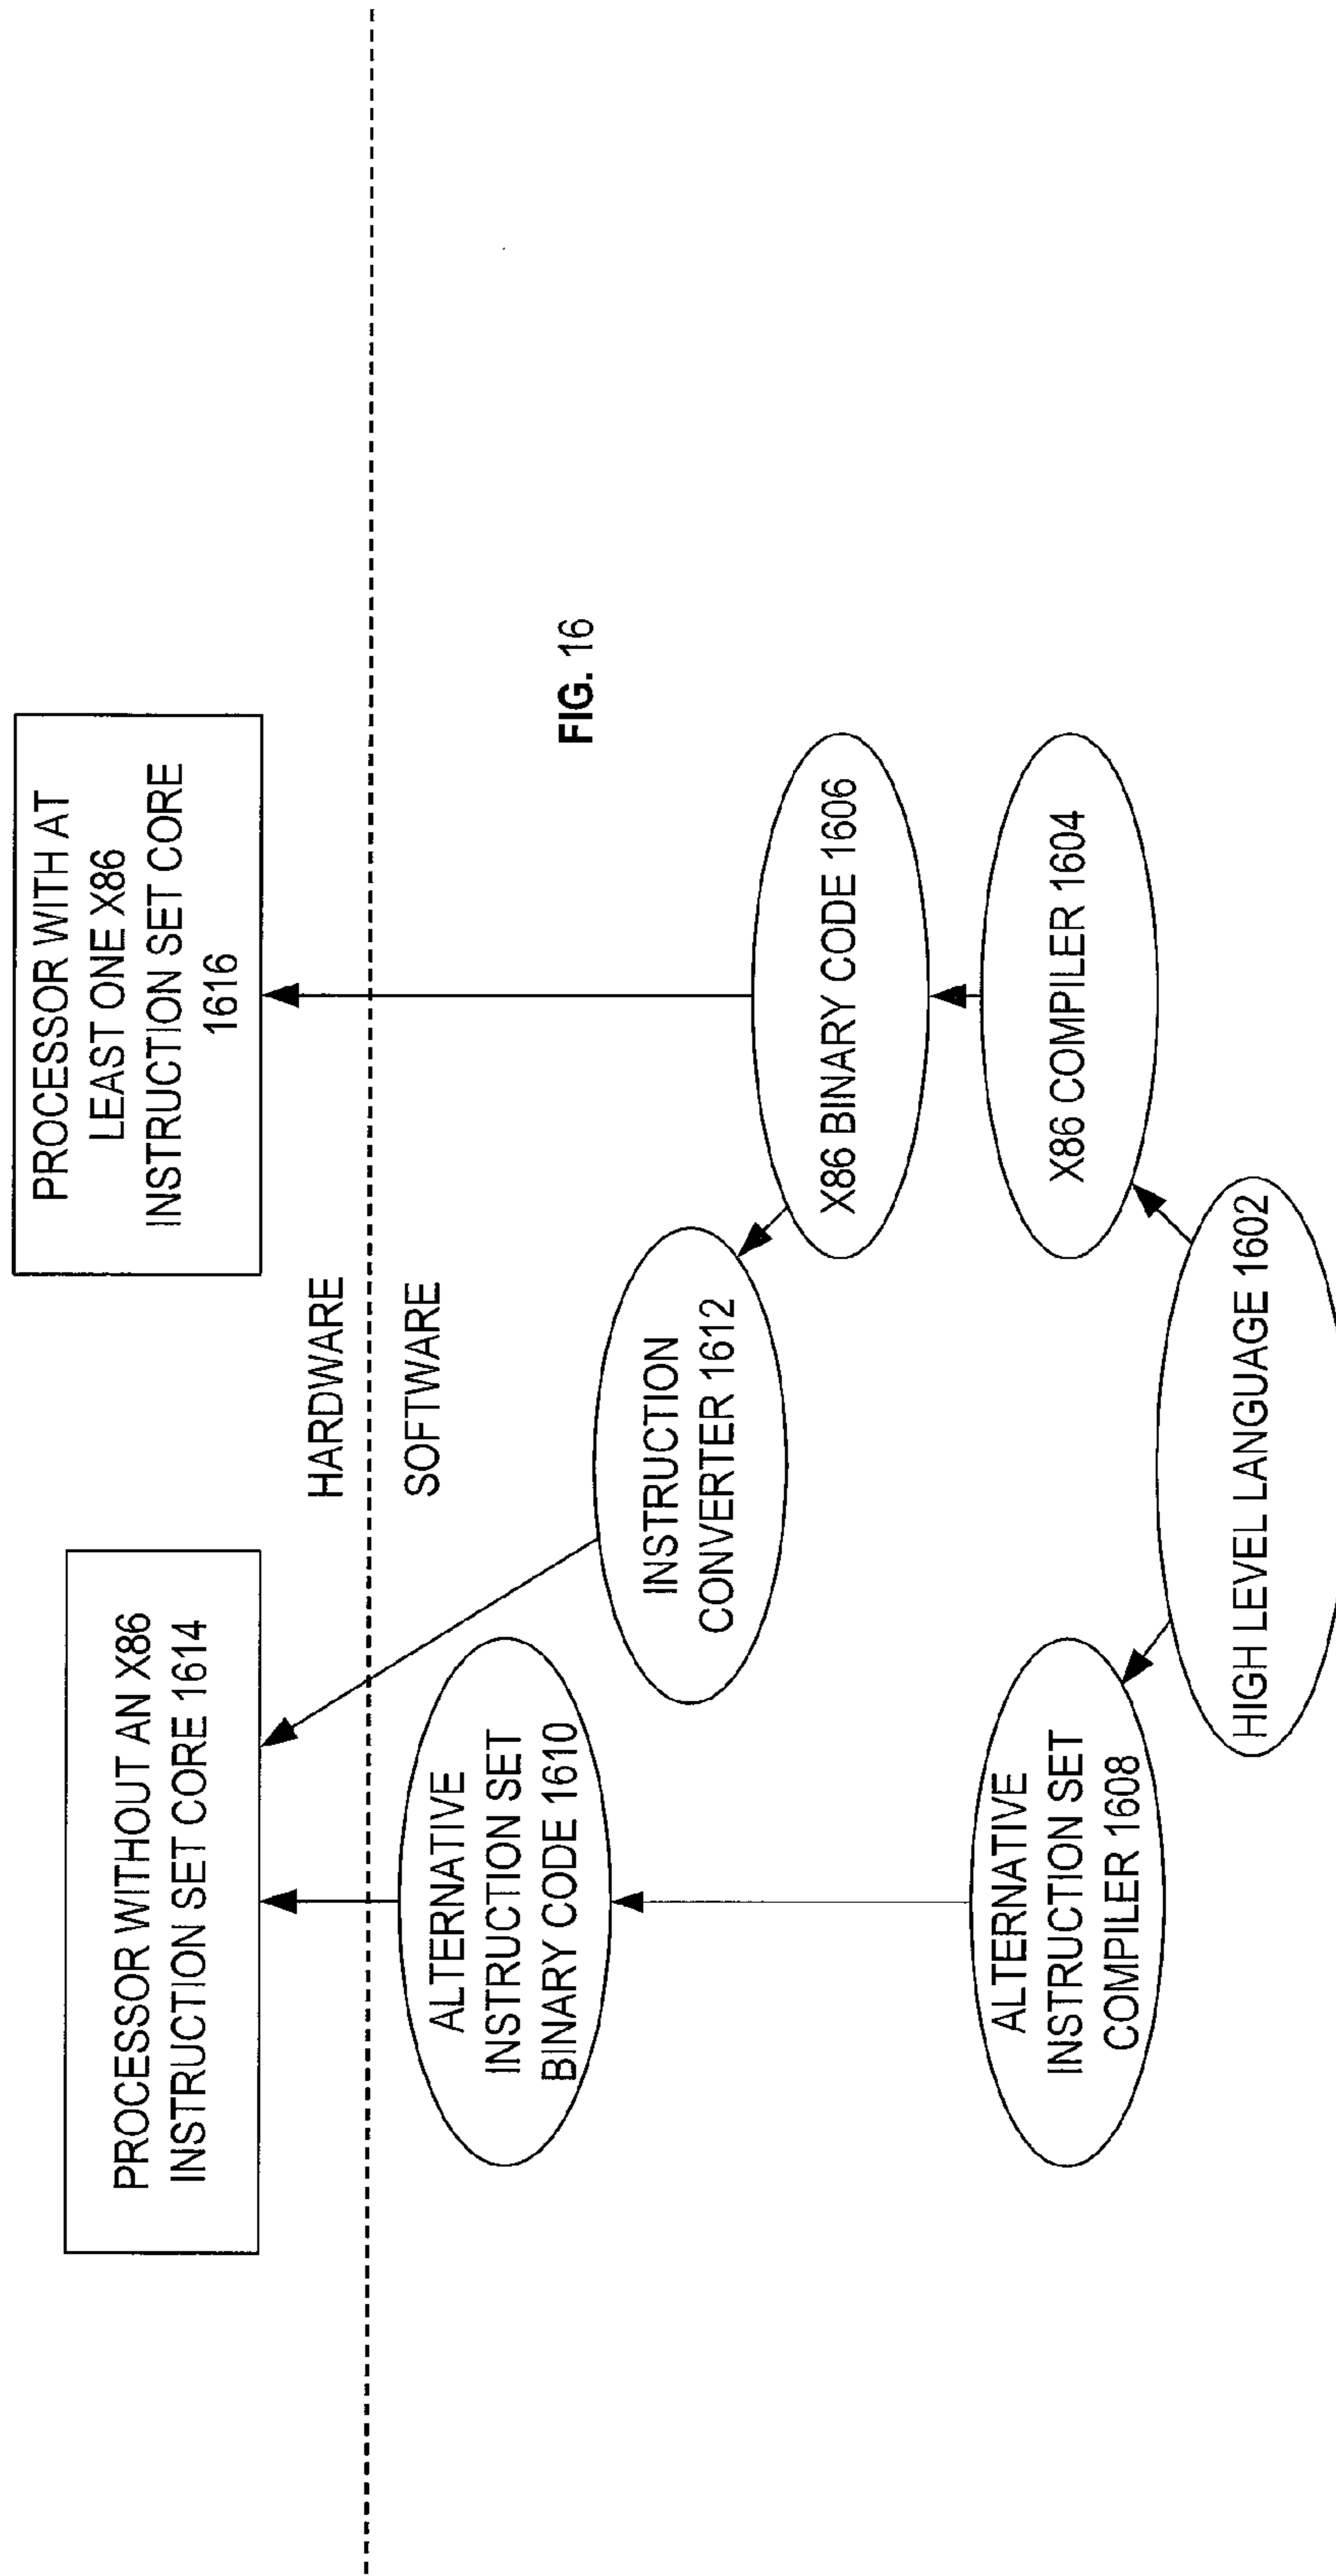 PROCESSOR WITHOUT AN X86
INSTRUCTION SET CORE 1614
PROCESSOR WITH AT
LEAST ONE X86
INSTRUCTION SET CORE
1616
HARDWARE
SOFTWARE
ALTERNATIVE
INSTRUCTION SET
BINARY CODE 1610
INSTRUCTION
CONVERTER 1612
FIG. 16
X86 BINARY CODE 1606
ALTERNATIVE
INSTRUCTION SET
COMPILER 1608
X86 COMPILER 1604
HIGH LEVEL LANGUAGE 1602